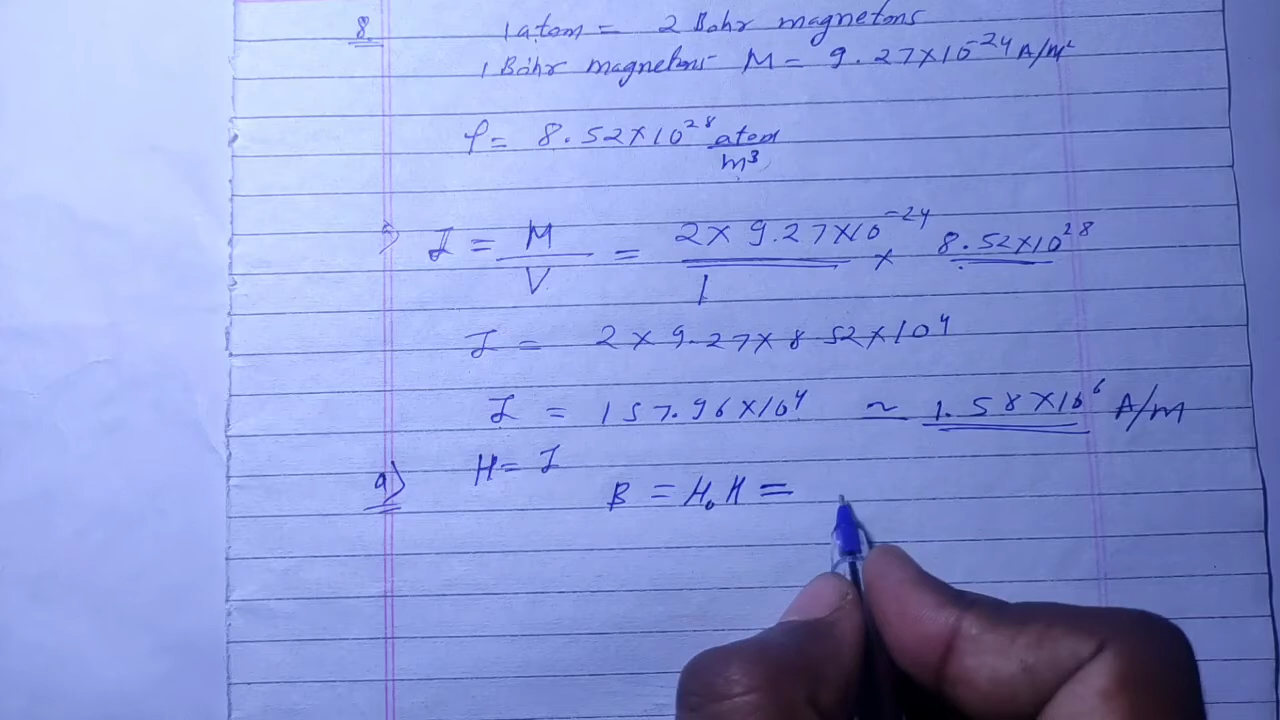 8. 1 atom = 2 Bohr magnetons
1 Bohr magnetons M = 9.27×10⁻²⁴ A/m²
ρ = 8.52×10²⁸ atom/m³
⇒ I = M/V = 2×9.27×10⁻²⁴/1 × 8.52×10²⁸
I = 2×9.27×8.52×10⁴
I = 157.96×10⁴ ~ 1.58×10⁶ A/m
a) H = I
B = μ₀H =